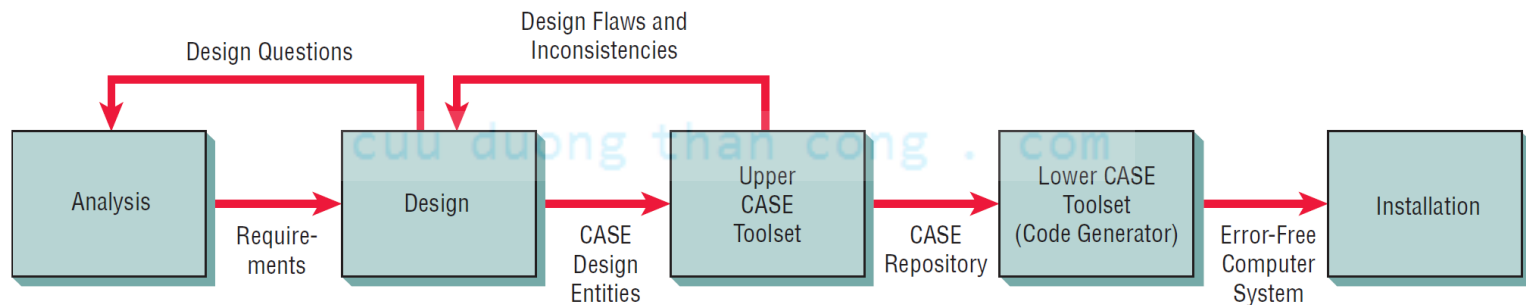 Design Flaws and
Inconsistencies
Design Questions
cuu duong than cong . com
Analysis
Require-
ments
Design
CASE
Design
Entities
Upper
CASE
Toolset
CASE
Repository
Lower CASE
Toolset
(Code Generator)
Error-Free
Computer
System
Installation